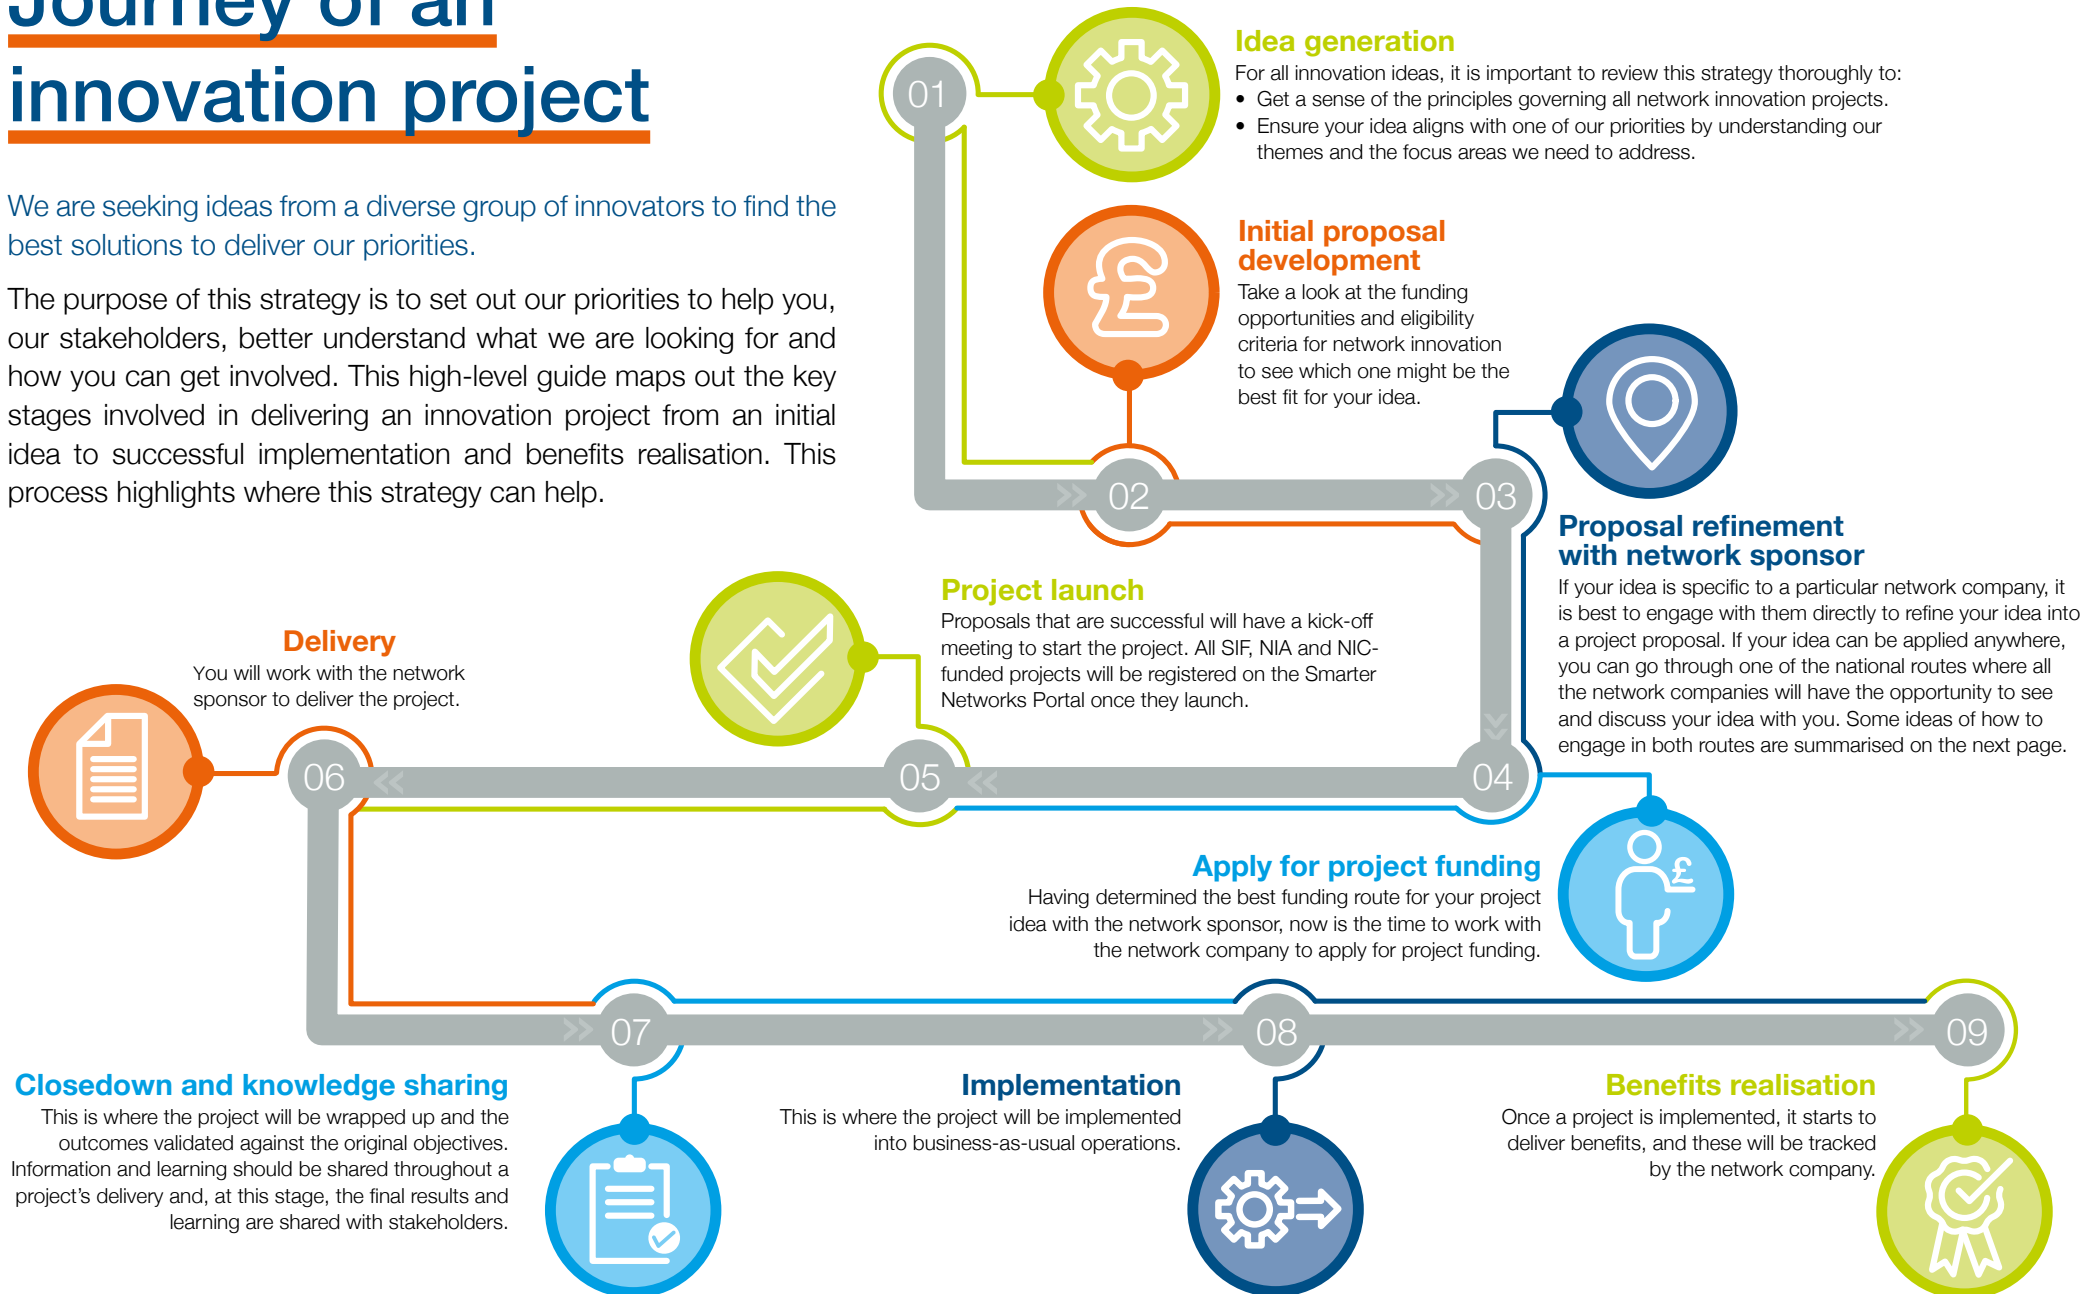 Journey of an
innovation project
We are seeking ideas from a diverse group of innovators to find the
best solutions to deliver our priorities.
The purpose of this strategy is to set out our priorities to help you,
our stakeholders, better understand what we are looking for and
how you can get involved. This high-level guide maps out the key
stages involved in delivering an innovation project from an initial
idea to successful implementation and benefits realisation. This
process highlights where this strategy can help.
01
Idea generation
For all innovation ideas, it is important to review this strategy thoroughly to:
• Get a sense of the principles governing all network innovation projects.
• Ensure your idea aligns with one of our priorities by understanding our
themes and the focus areas we need to address.
£
Initial proposal
development
Take a look at the funding
opportunities and eligibility
criteria for network innovation
to see which one might be the
best fit for your idea.
02
03
Proposal refinement
with network sponsor
If your idea is specific to a particular network company, it
is best to engage with them directly to refine your idea into
a project proposal. If your idea can be applied anywhere,
you can go through one of the national routes where all
the network companies will have the opportunity to see
and discuss your idea with you. Some ideas of how to
engage in both routes are summarised on the next page.
04
Apply for project funding
Having determined the best funding route for your project
idea with the network sponsor, now is the time to work with
the network company to apply for project funding.
£
Project launch
Proposals that are successful will have a kick-off
meeting to start the project. All SIF, NIA and NIC-
funded projects will be registered on the Smarter
Networks Portal once they launch.
05
Delivery
You will work with the network
sponsor to deliver the project.
06
07
Closedown and knowledge sharing
This is where the project will be wrapped up and the
outcomes validated against the original objectives.
Information and learning should be shared throughout a
project's delivery and, at this stage, the final results and
learning are shared with stakeholders.
08
Implementation
This is where the project will be implemented
into business-as-usual operations.
09
Benefits realisation
Once a project is implemented, it starts to
deliver benefits, and these will be tracked
by the network company.